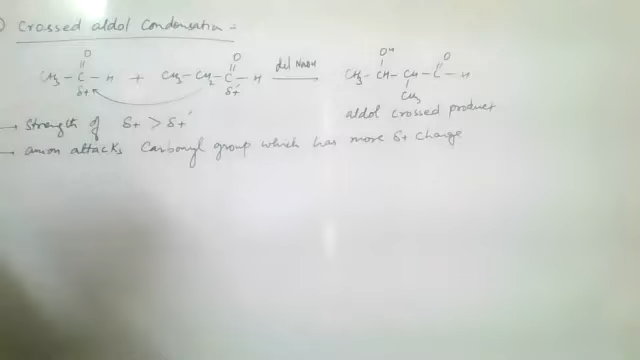 ) Crossed aldol Condensation :-
O O OH O
CH3 - C - H + CH3 - CH2 - C - H dil NaOH CH3 - CH - CH - C - H
δ+ δ+' CH3
aldol crossed product
→ Strength of δ+ > δ+'
→ anion attacks Carbonyl group which has more δ+ charge